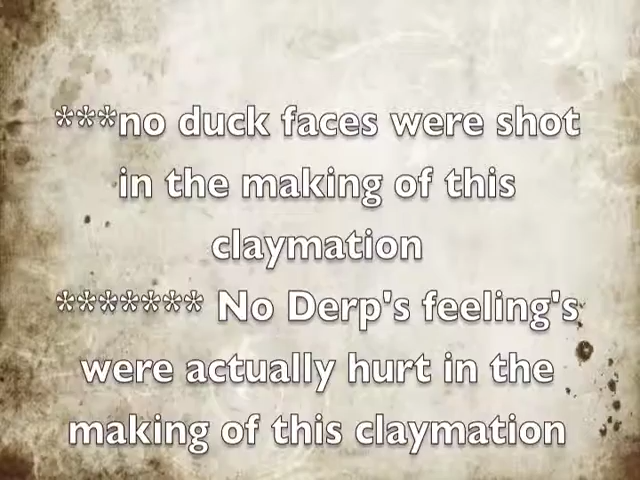 ***no duck faces were shot
in the making of this
claymation
******* No Derp's feeling's
were actually hurt in the
making of this claymation